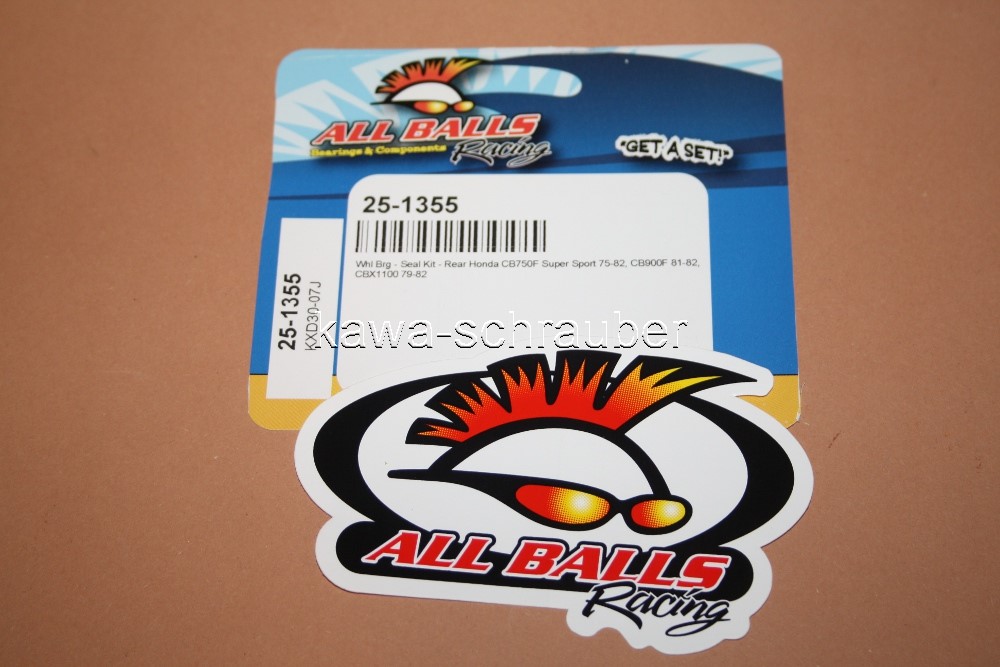 ALL BALLS
Bearings & Components Racing
"GET A SET!"
25-1355
Whl Brg - Seal Kit - Rear Honda CB750F Super Sport 75-82, CB900F 81-82,
CBX1100 79-82
25-1355
KXD30-07J
kawa-schrauber
ALL BALLS
Racing